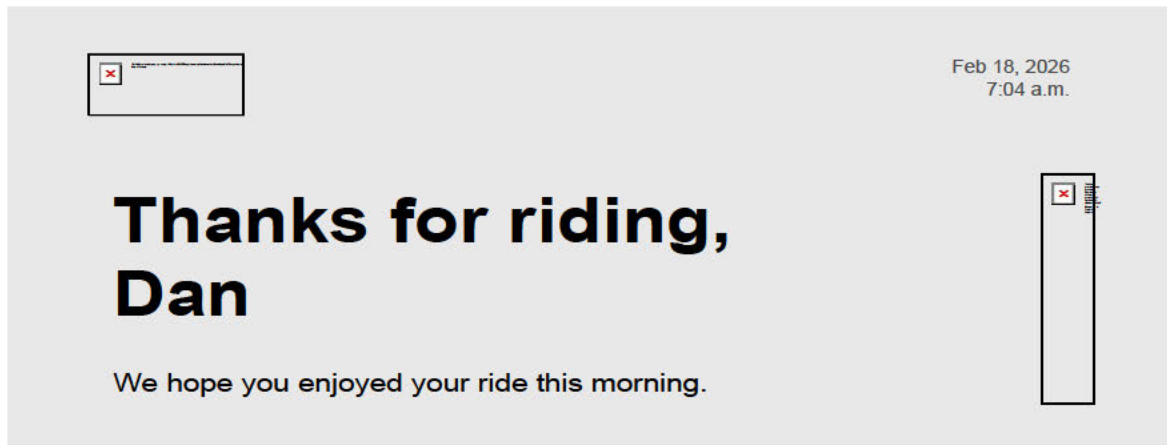 Feb 18, 2026
7:04 a.m.
Thanks for riding,
Dan
We hope you enjoyed your ride this morning.